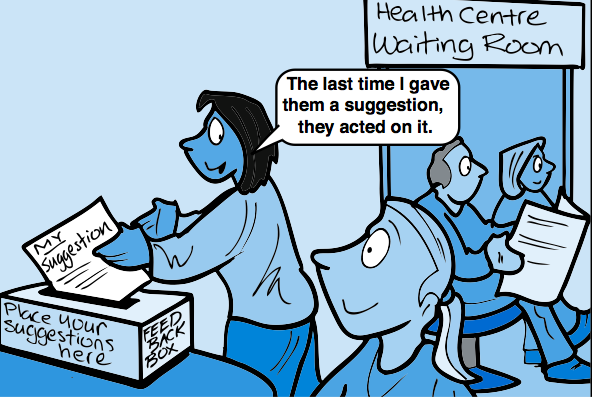 Health Centre
Waiting Room
The last time I gave
them a suggestion,
they acted on it.
My
suggestion
Place your
suggestions
here
FEED
BACK
BOX